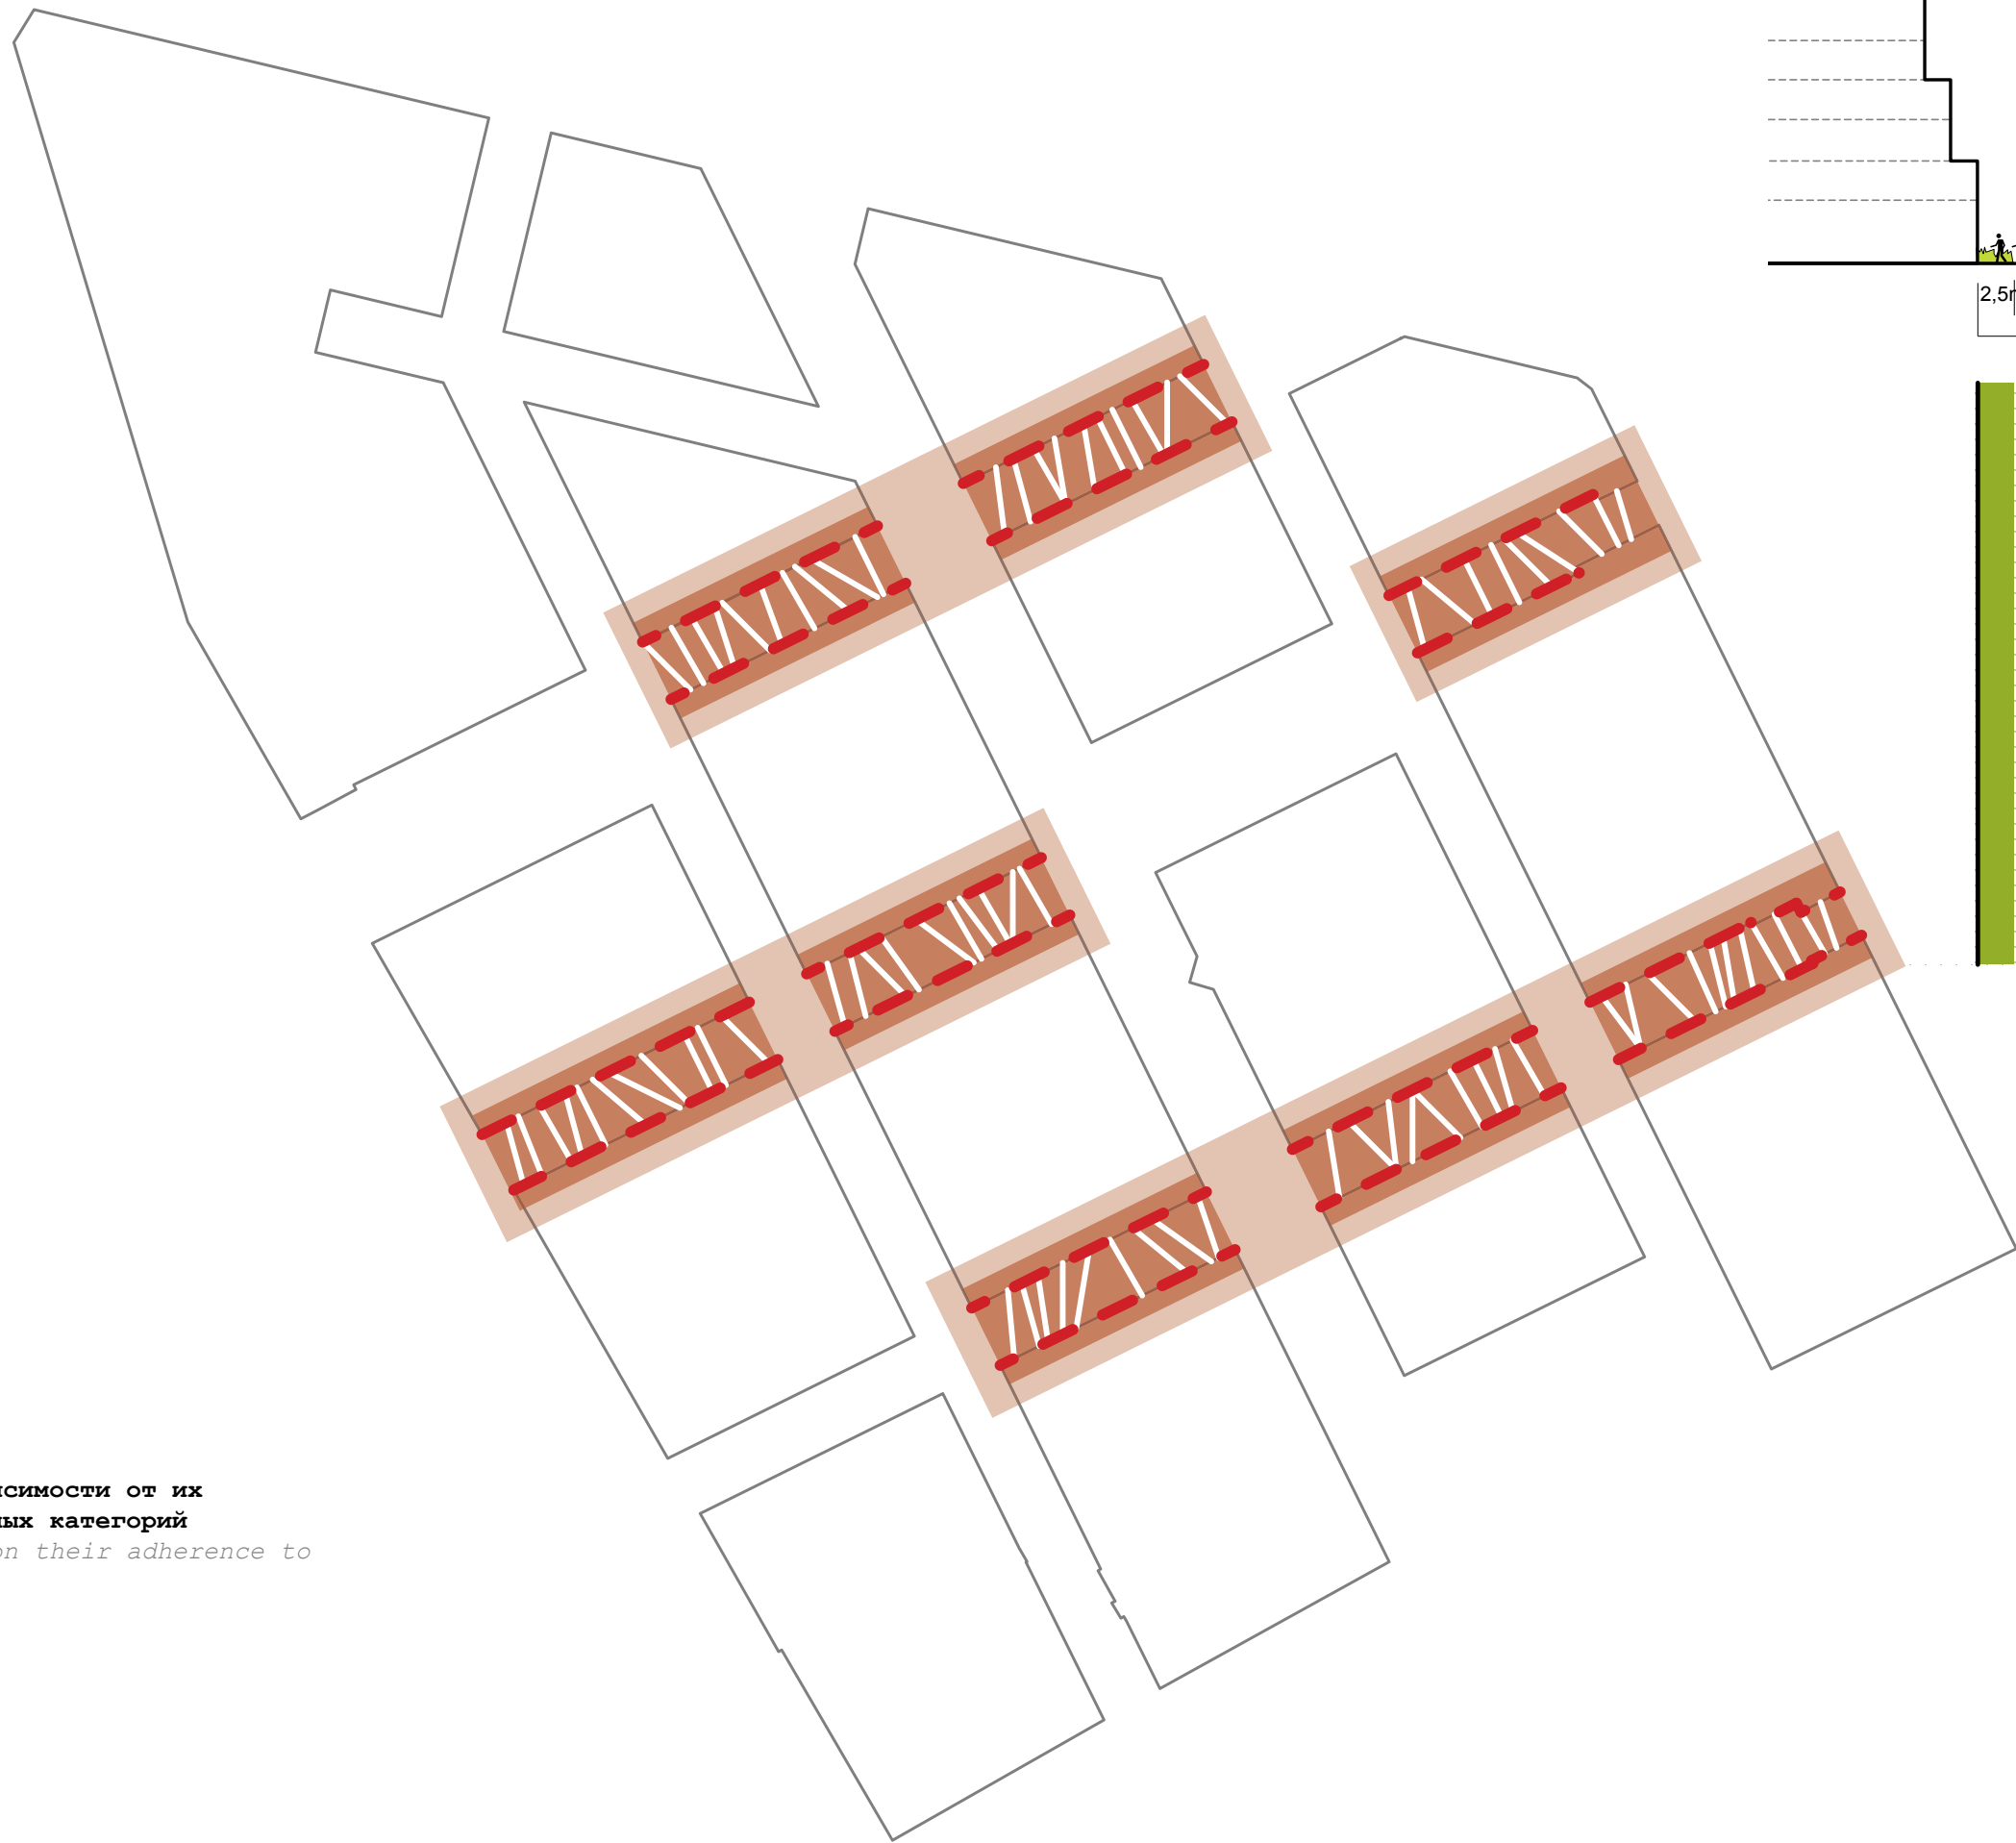 2,5
симости от их
ых категорий
on their adherence to